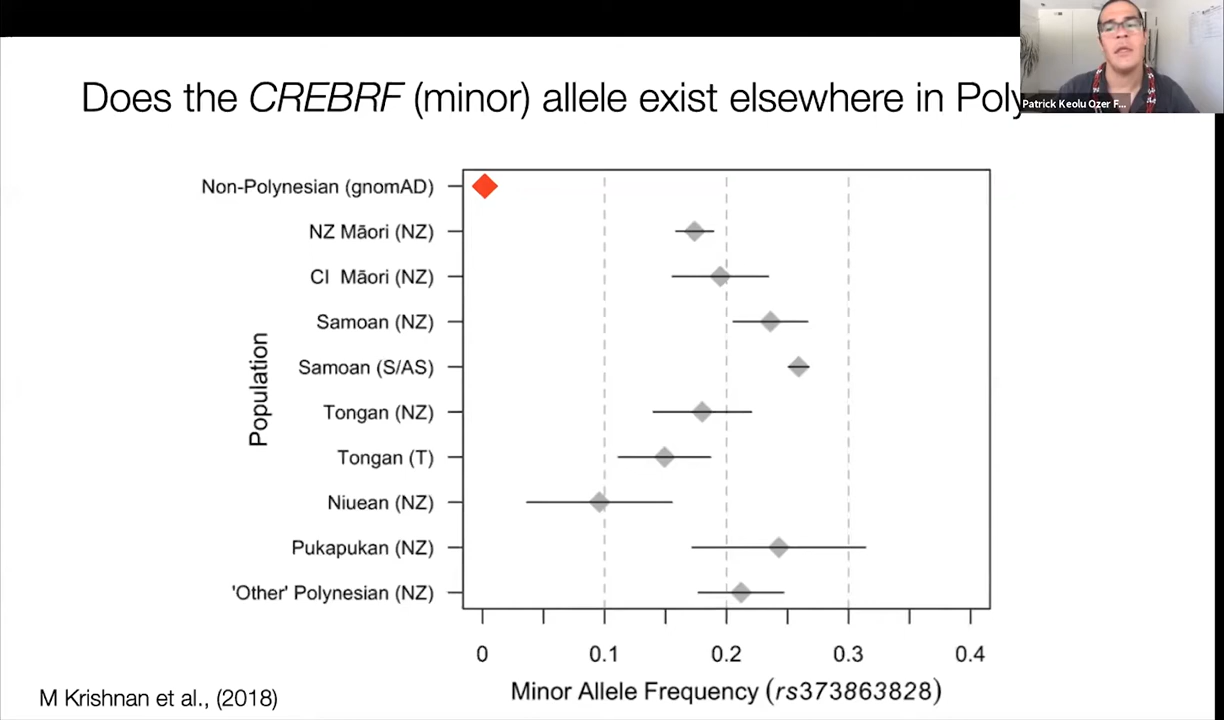 Does the CREBRF (minor) allele exist elsewhere in Poly
Patrick Keolu Ozer F...
Population
Non-Polynesian (gnomAD)
NZ Māori (NZ)
CI Māori (NZ)
Samoan (NZ)
Samoan (S/AS)
Tongan (NZ)
Tongan (T)
Niuean (NZ)
Pukapukan (NZ)
'Other' Polynesian (NZ)
0 0.1 0.2 0.3 0.4
Minor Allele Frequency (rs373863828)
M Krishnan et al., (2018)